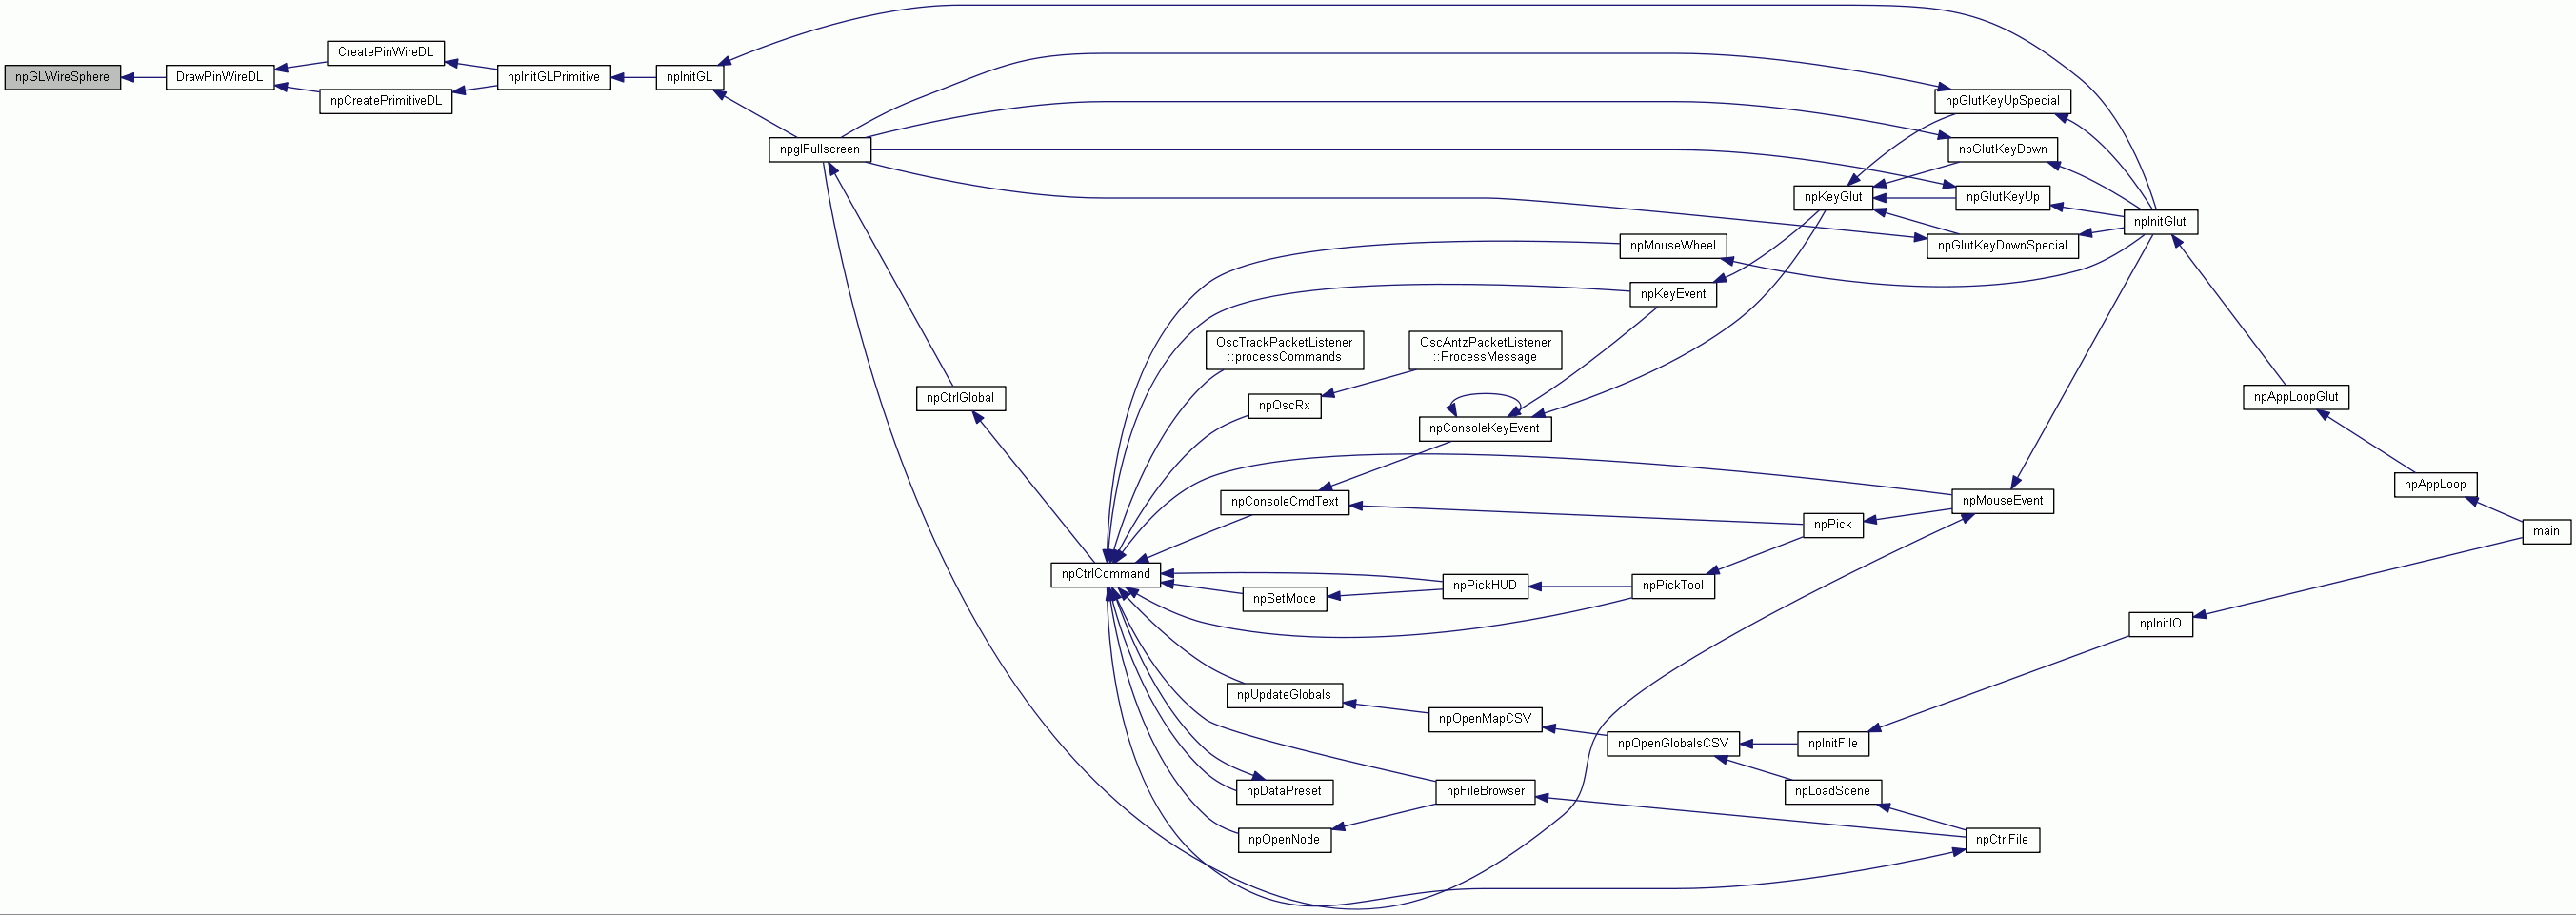 npGLWireSphere
DrawPinWireDL
CreatePinWireDL
npCreatePrimitiveDL
npInitGLPrimitive
npInitGL
npglFullscreen
npCtrlGlobal
npCtrlCommand
npMouseWheel
npKeyEvent
OscTrackPacketListener
::processCommands
OscAntzPacketListener
::ProcessMessage
npOscRx
npConsoleKeyEvent
npConsoleCmdText
npPick
npPickHUD
npSetMode
npPickTool
npUpdateGlobals
npOpenMapCSV
npOpenGlobalsCSV
npInitFile
npLoadScene
npDataPreset
npFileBrowser
npOpenNode
npCtrlFile
npKeyGlut
npGlutKeyUpSpecial
npGlutKeyDown
npGlutKeyUp
npGlutKeyDownSpecial
npInitGlut
npMouseEvent
npAppLoopGlut
npAppLoop
main
npInitIO